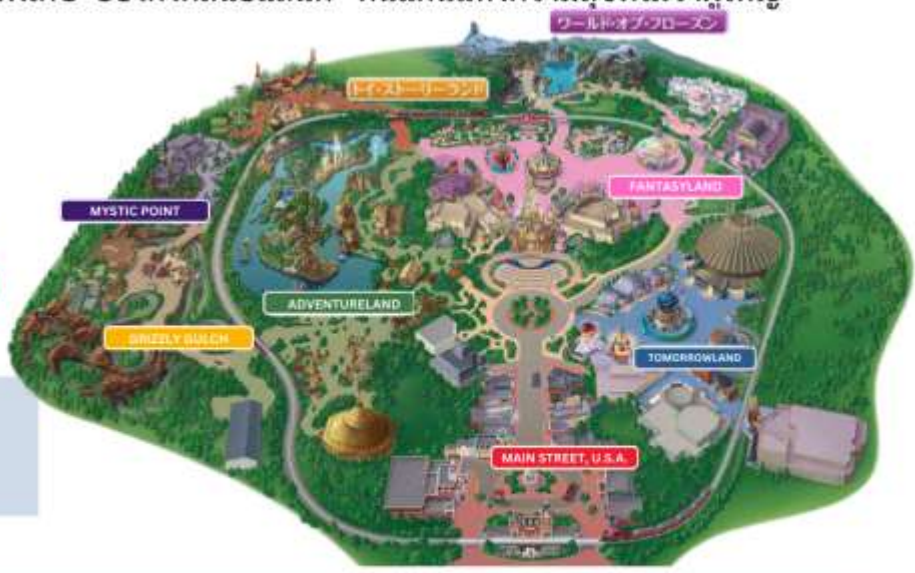 ワールド・オブ・フローズン
トイ・ストーリーランド
FANTASYLAND
MYSTIC POINT
ADVENTURELAND
GRIZZLY GULCH
TOMORROWLAND
MAIN STREET, U.S.A.